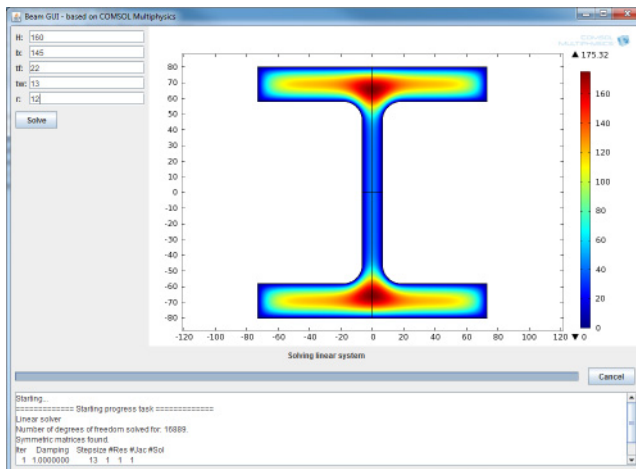 Beam GUI - based on COMSOL Multiphysics
H: 160
b: 145
tf: 22
tw: 13
r: 12
Solve
COMSOL
MULTIPHYSICS
▲ 175.32
80
70
60
50
40
30
20
10
0
-10
-20
-30
-40
-50
-60
-70
-80
-120 -100 -80 -60 -40 -20 0 20 40 60 80 100 120
160
140
120
100
80
60
40
20
0
▼ 0
Solving linear system
Cancel
Starting...
============= Starting progress task =============
Linear solver
Number of degrees of freedom solved for: 16889.
Symmetric matrices found.
Iter Damping Stepsize #Res #Jac #Sol
1 1.0000000 13 1 1 1